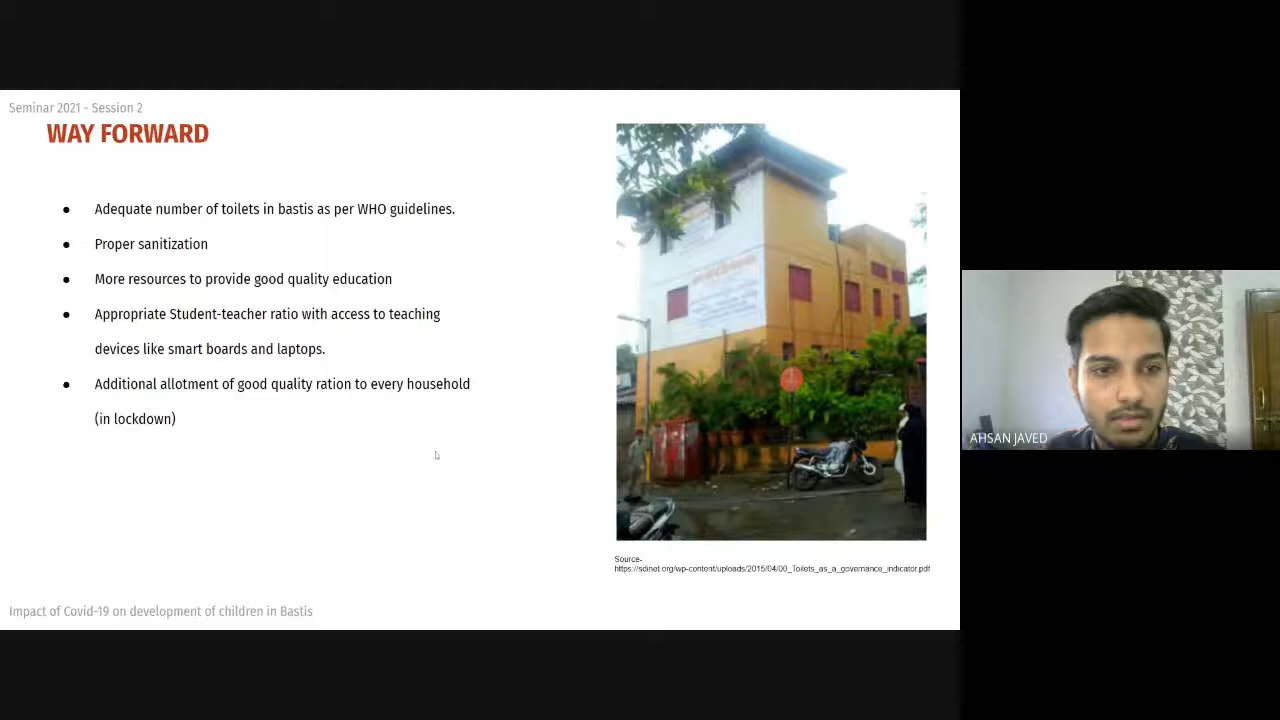 Seminar 2021 - Session 2
WAY FORWARD
● Adequate number of toilets in bastis as per WHO guidelines.
● Proper sanitization
● More resources to provide good quality education
● Appropriate Student-teacher ratio with access to teaching
devices like smart boards and laptops.
● Additional allotment of good quality ration to every household
(in lockdown)
Source-
https://sdinet.org/wp-content/uploads/2015/04/00_Toilets_as_a_governance_indicator.pdf
Impact of Covid-19 on development of children in Bastis
AHSAN JAVED